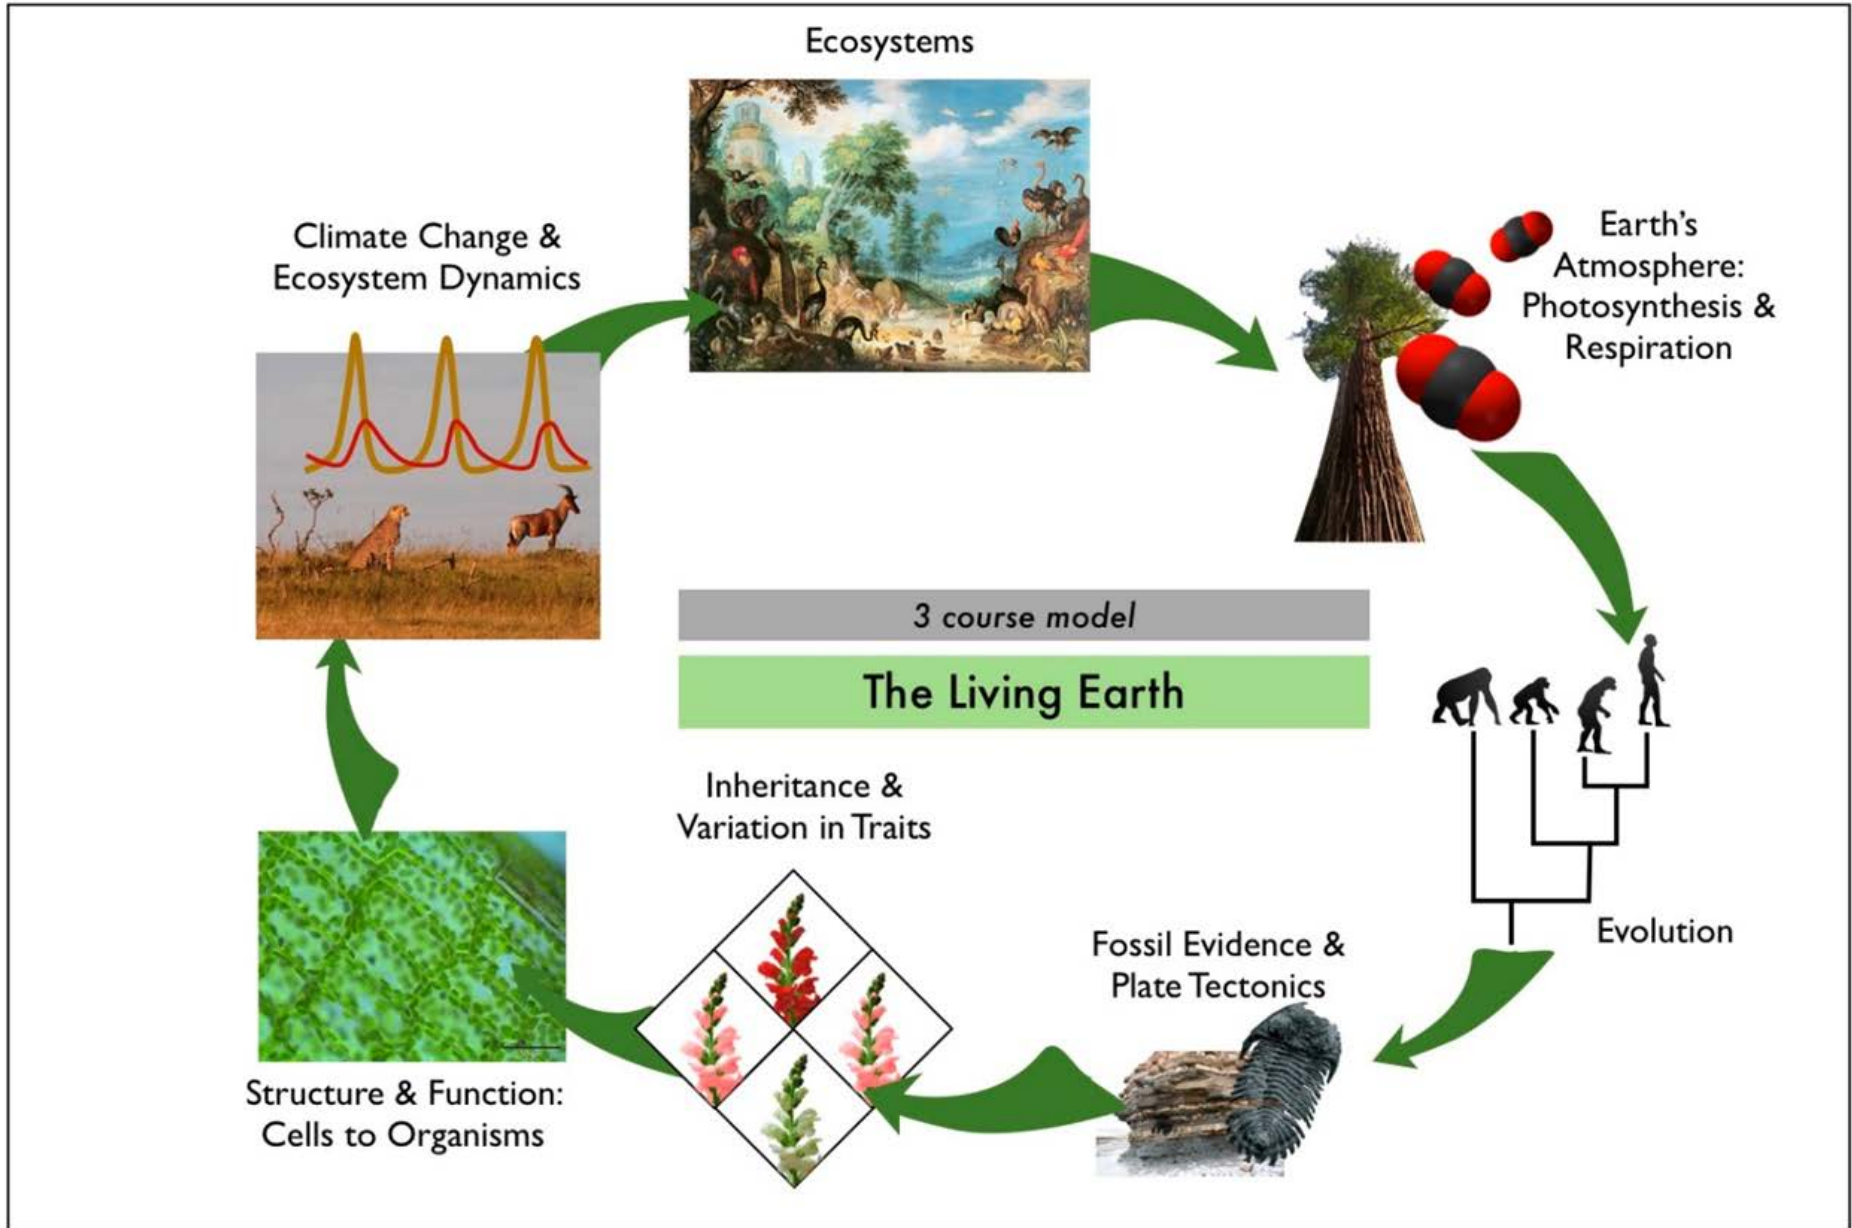 Ecosystems
Climate Change &
Ecosystem Dynamics
Earth's
Atmosphere:
Photosynthesis &
Respiration
3 course model
The Living Earth
Inheritance &
Variation in Traits
Fossil Evidence &
Plate Tectonics
Evolution
Structure & Function:
Cells to Organisms